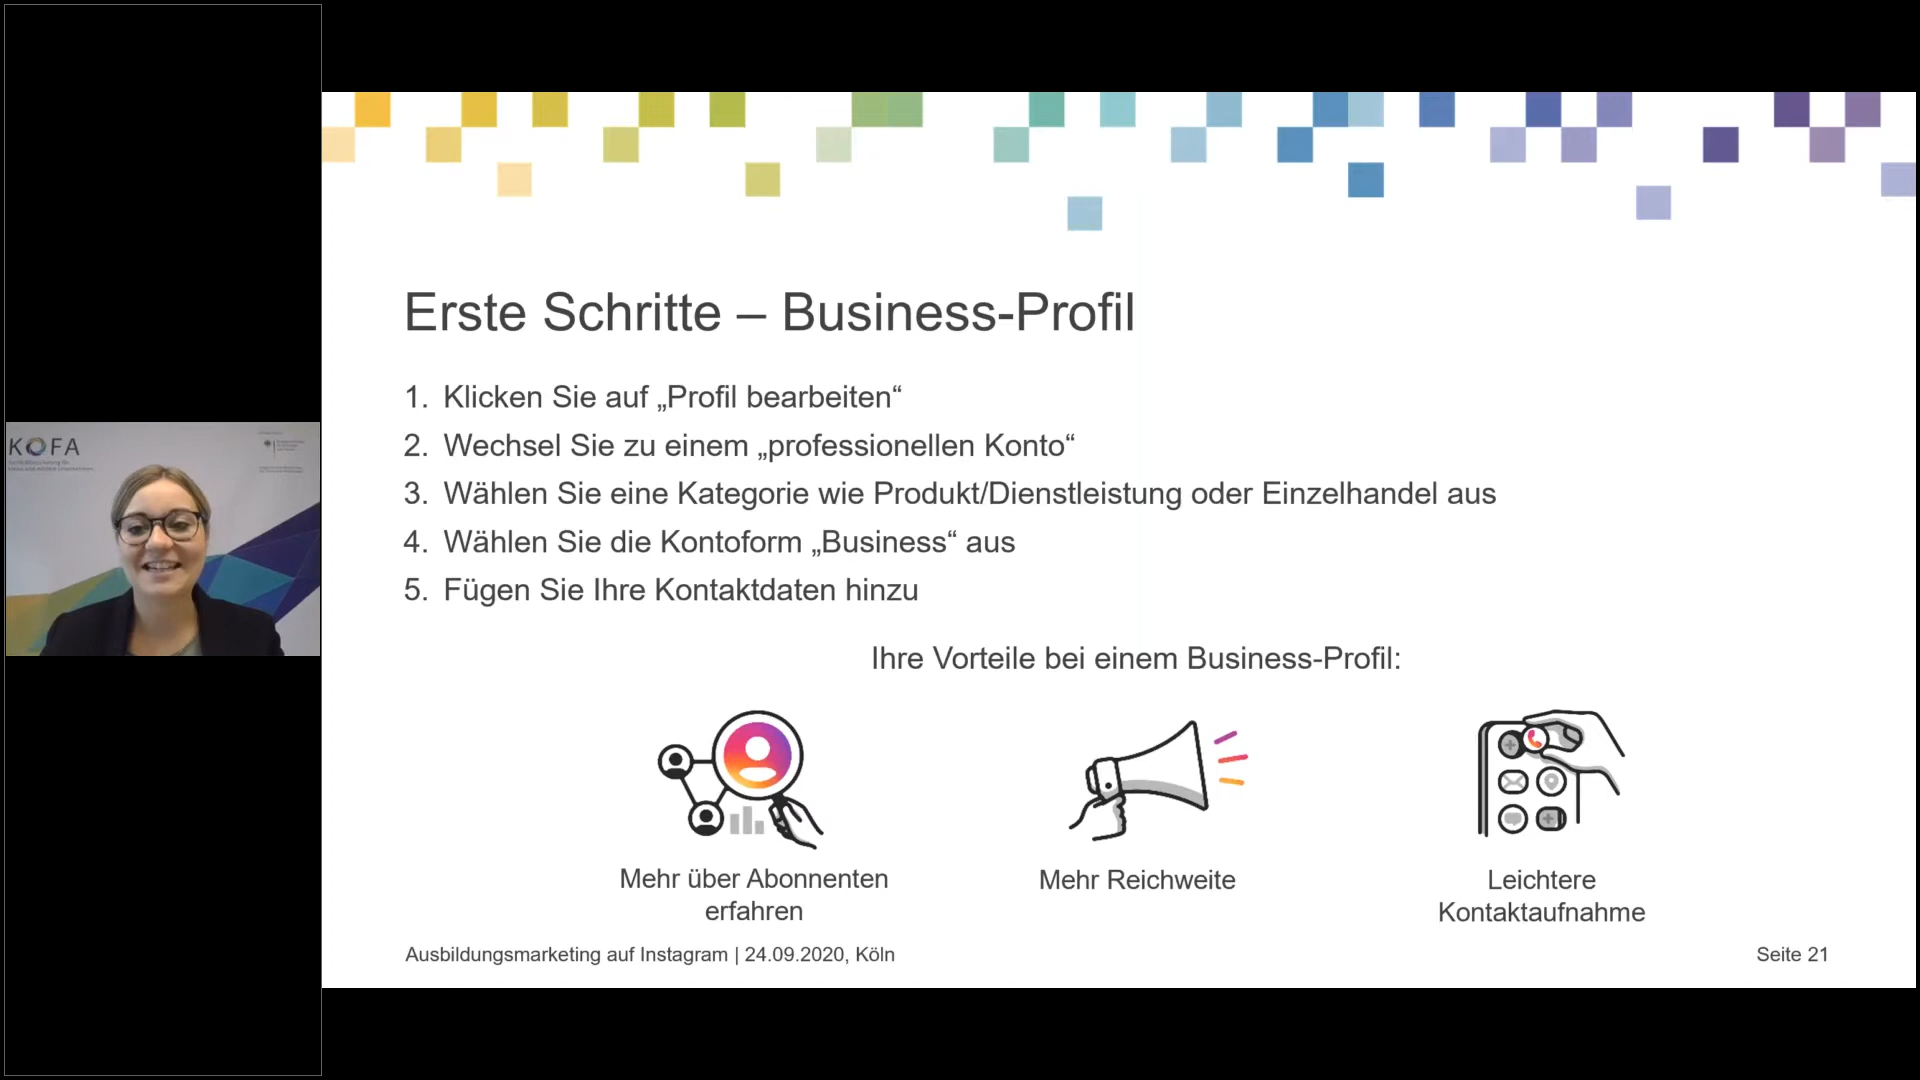 KOFA
Erste Schritte – Business-Profil
1. Klicken Sie auf „Profil bearbeiten“
2. Wechsel Sie zu einem „professionellen Konto“
3. Wählen Sie eine Kategorie wie Produkt/Dienstleistung oder Einzelhandel aus
4. Wählen Sie die Kontoform „Business“ aus
5. Fügen Sie Ihre Kontaktdaten hinzu
Ihre Vorteile bei einem Business-Profil:
Mehr über Abonnenten
erfahren
Mehr Reichweite
Leichtere
Kontaktaufnahme
Ausbildungsmarketing auf Instagram | 24.09.2020, Köln
Seite 21